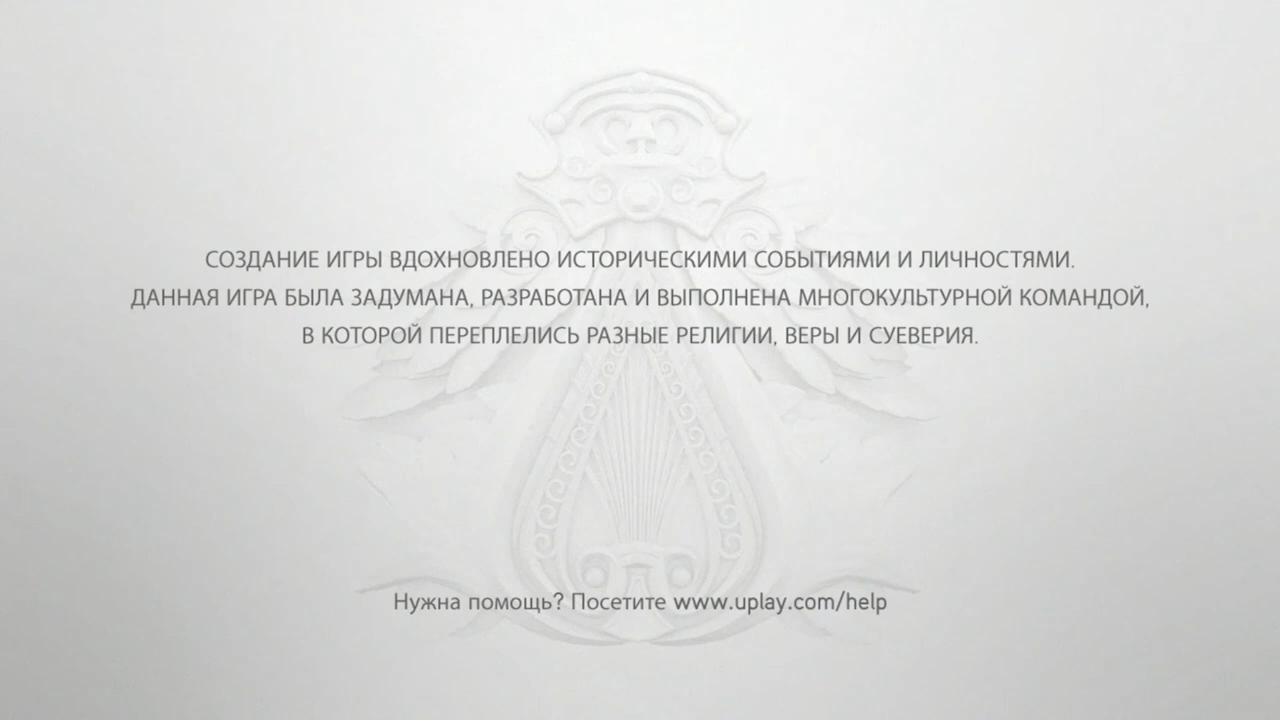 СОЗДАНИЕ ИГРЫ ВДОХНОВЛЕНО ИСТОРИЧЕСКИМИ СОБЫТИЯМИ И ЛИЧНОСТЯМИ.
ДАННАЯ ИГРА БЫЛА ЗАДУМАНА, РАЗРАБОТАНА И ВЫПОЛНЕНА МНОГОКУЛЬТУРНОЙ КОМАНДОЙ,
В КОТОРОЙ ПЕРЕПЛЕЛИСЬ РАЗНЫЕ РЕЛИГИИ, ВЕРЫ И СУЕВЕРИЯ.
Нужна помощь? Посетите www.uplay.com/help